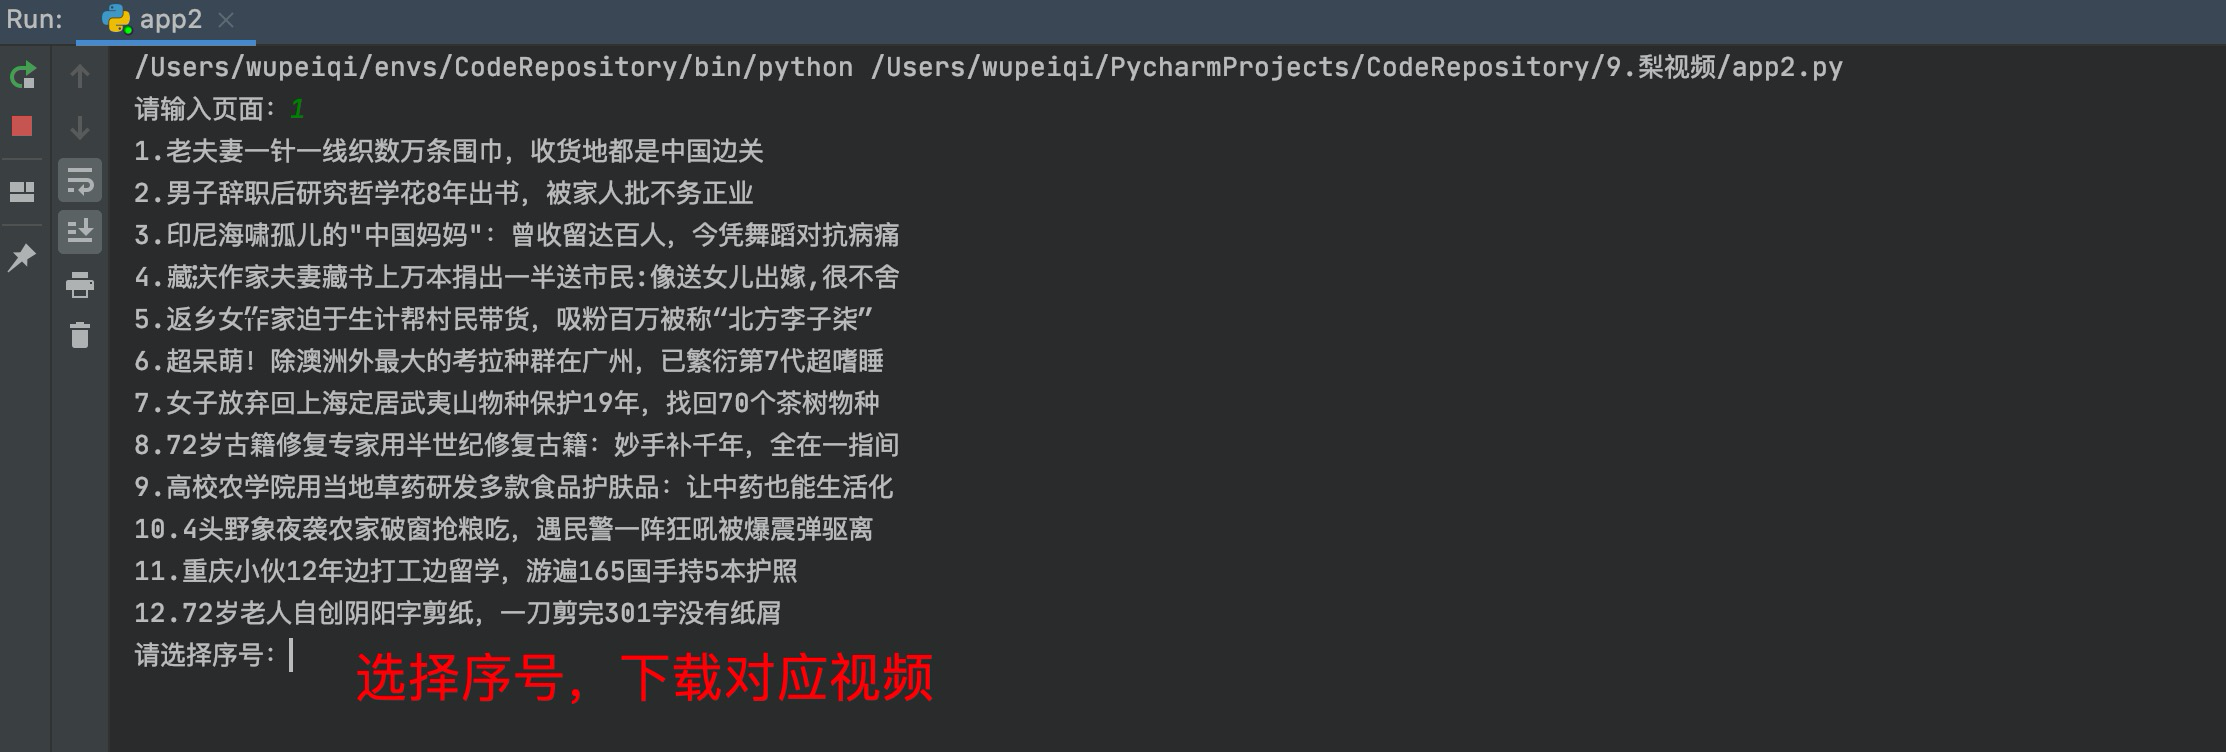 Run: app2
/Users/wupeiqi/envs/CodeRepository/bin/python /Users/wupeiqi/PycharmProjects/CodeRepository/9.梨视频/app2.py
请输入页面：1
1.老夫妻一针一线织数万条围巾，收货地都是中国边关
2.男子辞职后研究哲学花8年出书，被家人批不务正业
3.印尼海啸孤儿的"中国妈妈"：曾收留达百人，今凭舞蹈对抗病痛
4.藏沃作家夫妻藏书上万本捐出一半送市民:像送女儿出嫁,很不舍
5.返乡女作家迫于生计帮村民带货，吸粉百万被称“北方李子柒”
6.超呆萌！除澳洲外最大的考拉种群在广州，已繁衍第7代超嗜睡
7.女子放弃回上海定居武夷山物种保护19年，找回70个茶树物种
8.72岁古籍修复专家用半世纪修复古籍：妙手补千年，全在一指间
9.高校农学院用当地草药研发多款食品护肤品：让中药也能生活化
10.4头野象夜袭农家破窗抢粮吃，遇民警一阵狂吼被爆震弹驱离
11.重庆小伙12年边打工边留学，游遍165国手持5本护照
12.72岁老人自创阴阳字剪纸，一刀剪完301字没有纸屑
请选择序号：
选择序号，下载对应视频